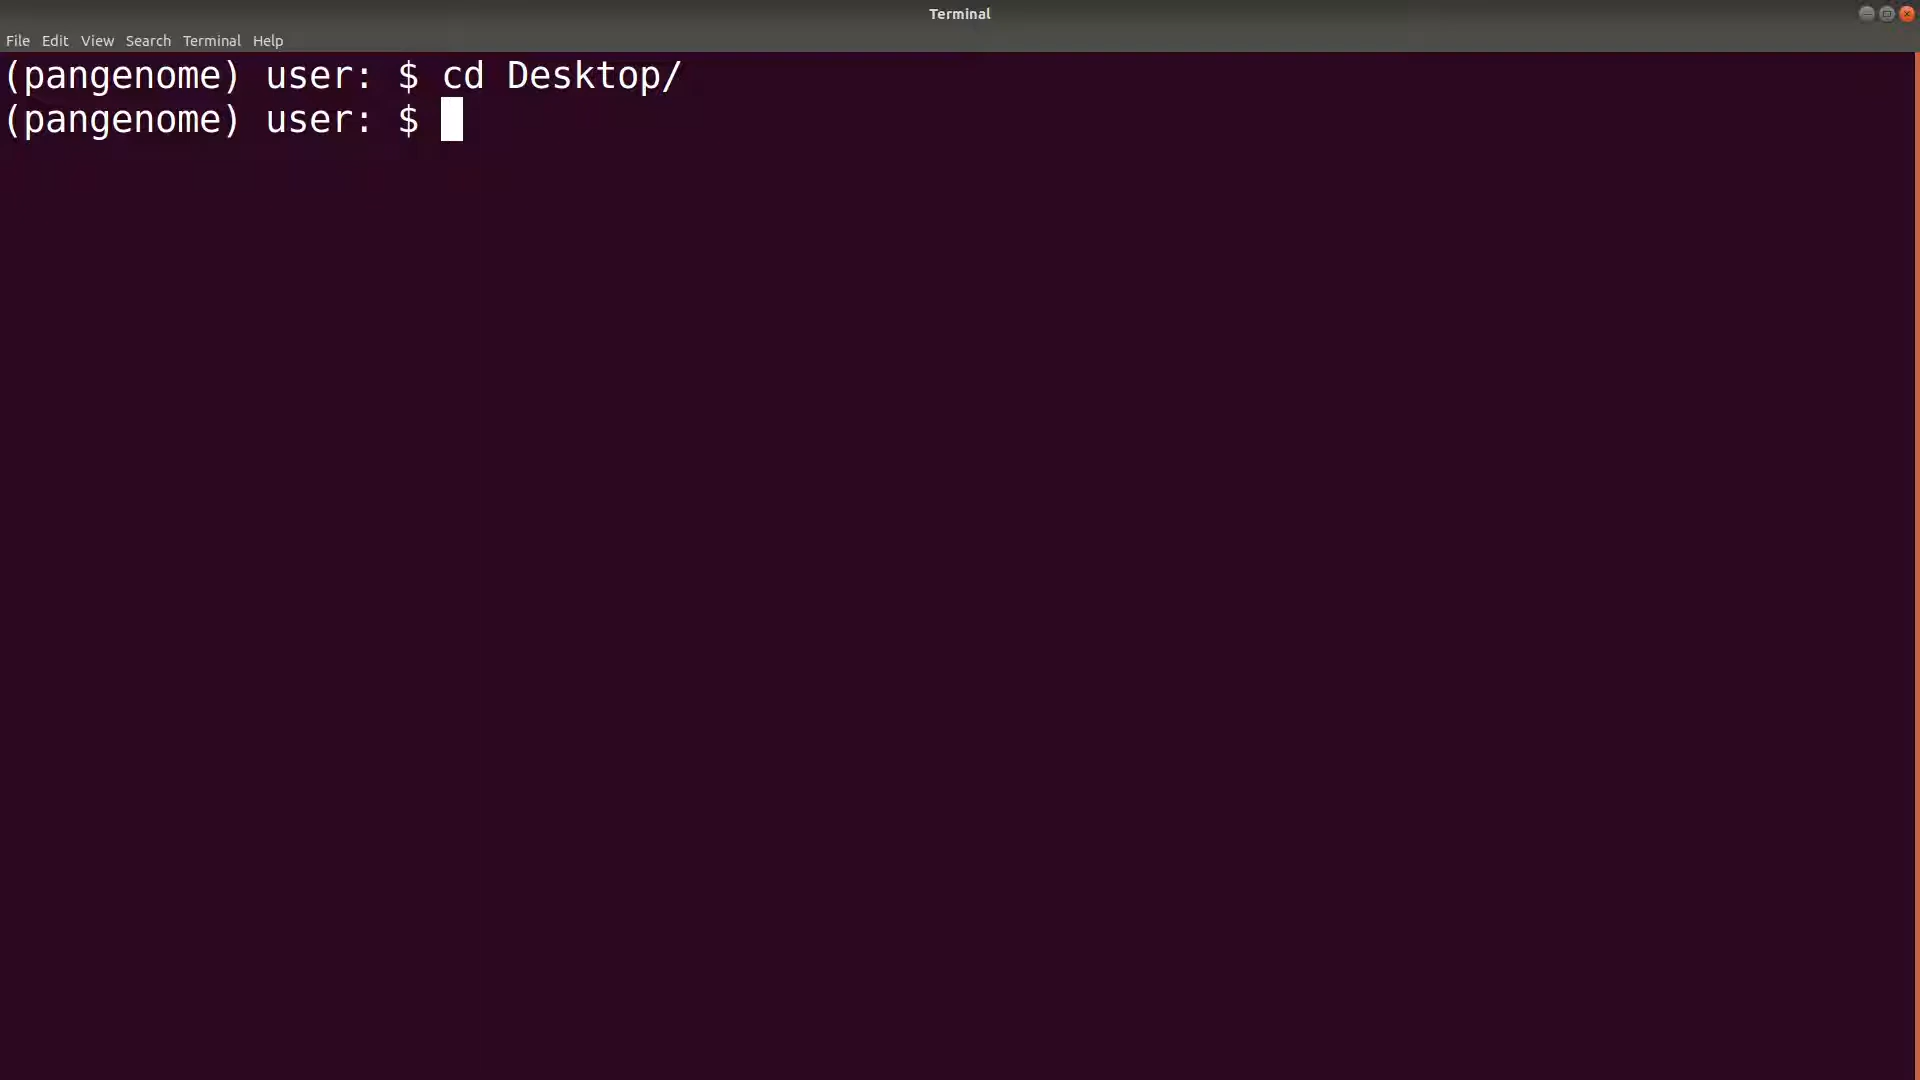 Terminal
File Edit View Search Terminal Help
(pangenome) user: $ cd Desktop/
(pangenome) user: $